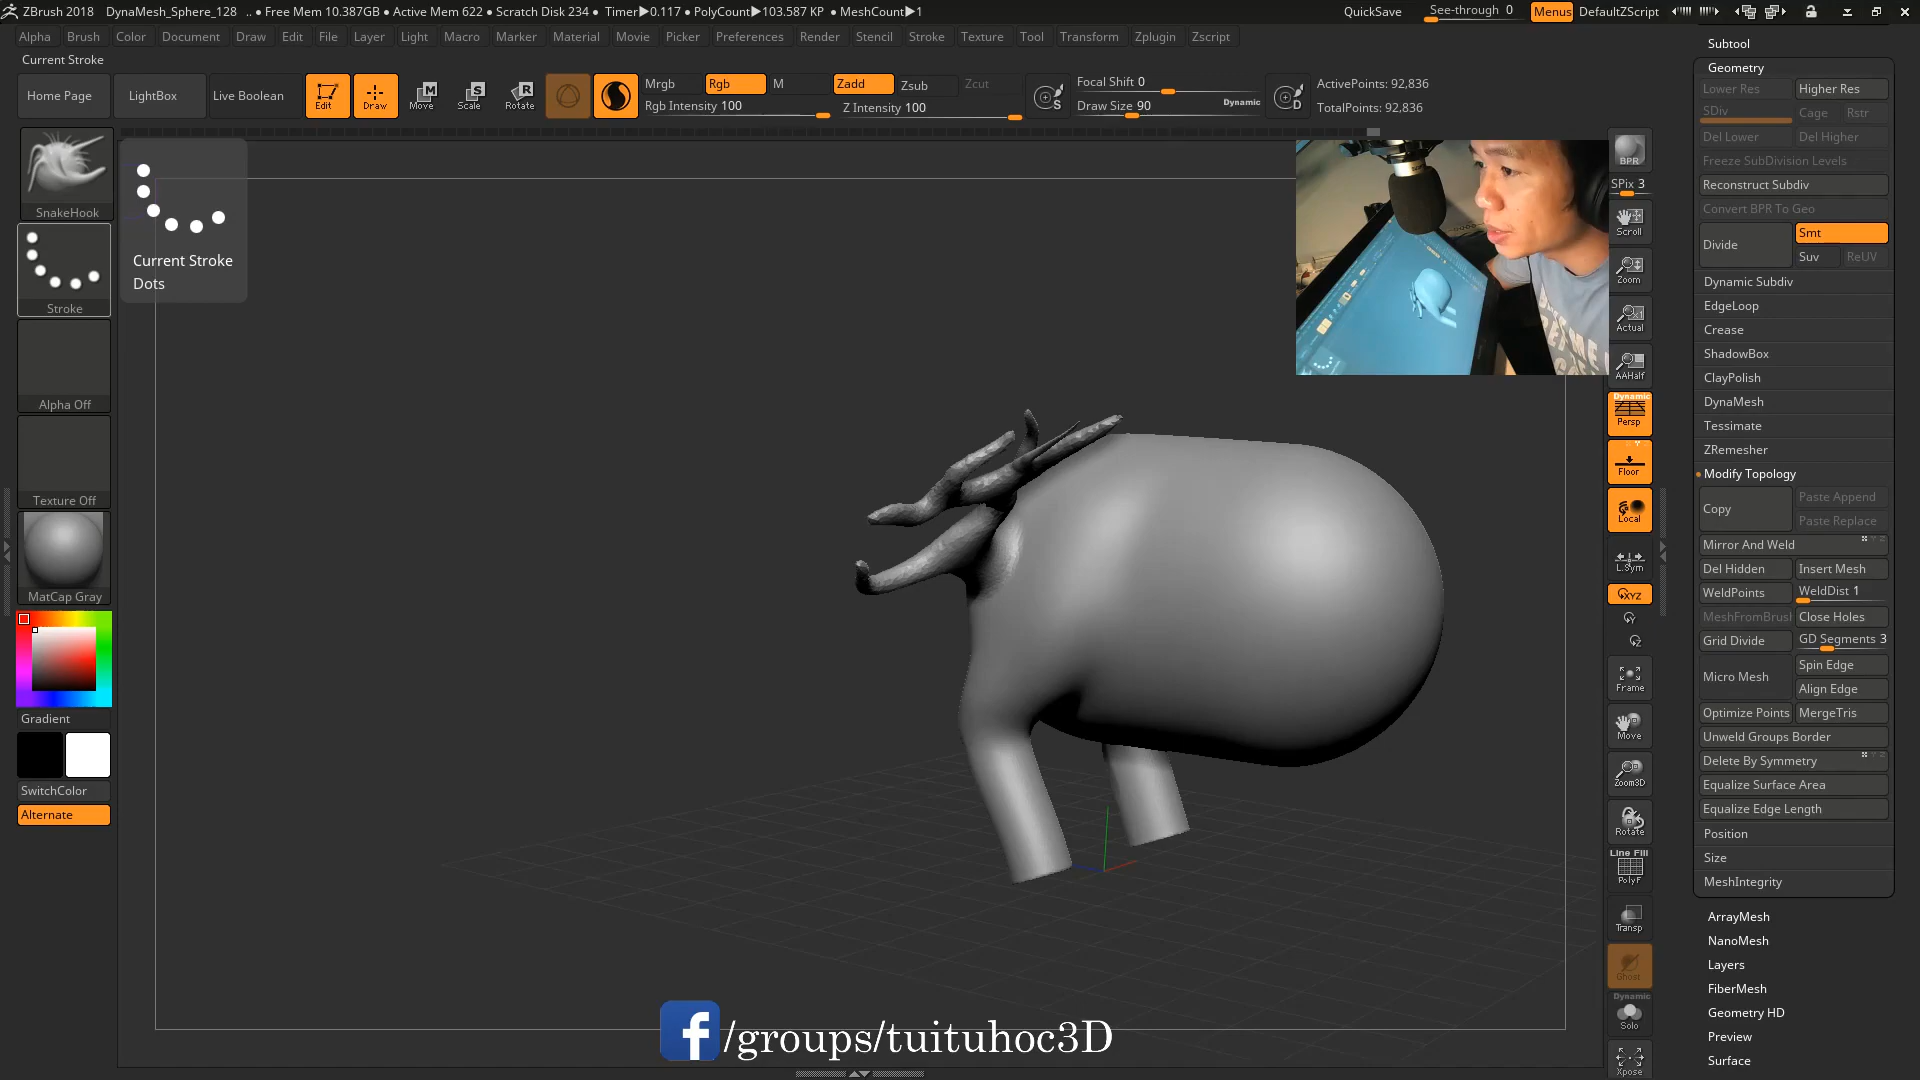 ZBrush 2018 DynaMesh_Sphere_128 .. • Free Mem 10.387GB • Active Mem 622 • Scratch Disk 234 • Timer▶0.117 • PolyCount▶103.587 KP • MeshCount▶1 QuickSave See-through 0 Menus DefaultZScript
Alpha Brush Color Document Draw Edit File Layer Light Macro Marker Material Movie Picker Preferences Render Stencil Stroke Texture Tool Transform Zplugin Zscript
Current Stroke
Home Page LightBox Live Boolean Edit Draw Move Scale Rotate
Mrgb Rgb M Zadd Zsub Zcut
Rgb Intensity 100 Z Intensity 100
Focal Shift 0
Draw Size 90 Dynamic
ActivePoints: 92,836
TotalPoints: 92,836
SnakeHook
Stroke
Alpha Off
Texture Off
MatCap Gray
Gradient
SwitchColor
Alternate
Current Stroke
Dots
BPR
SPix 3
Scroll
Zoom
Actual
AAHalf
Dynamic
Persp
Floor
Local
L.Sym
XYZ
Frame
Move
Zoom3D
Rotate
Line Fill
PolyF
Transp
Ghost
Dynamic
Solo
Xpose
Subtool
Geometry
Lower Res Higher Res
SDiv Cage Rstr
Del Lower Del Higher
Freeze SubDivision Levels
Reconstruct Subdiv
Convert BPR To Geo
Divide Smt
Suv ReUV
Dynamic Subdiv
EdgeLoop
Crease
ShadowBox
ClayPolish
DynaMesh
Tessimate
ZRemesher
Modify Topology
Copy Paste Append
Paste Replace
Mirror And Weld
Del Hidden Insert Mesh
WeldPoints WeldDist 1
MeshFromBrush Close Holes
Grid Divide GD Segments 3
Micro Mesh Spin Edge
Align Edge
Optimize Points MergeTris
Unweld Groups Border
Delete By Symmetry
Equalize Surface Area
Equalize Edge Length
Position
Size
MeshIntegrity
ArrayMesh
NanoMesh
Layers
FiberMesh
Geometry HD
Preview
Surface
f/groups/tuituhoc3D